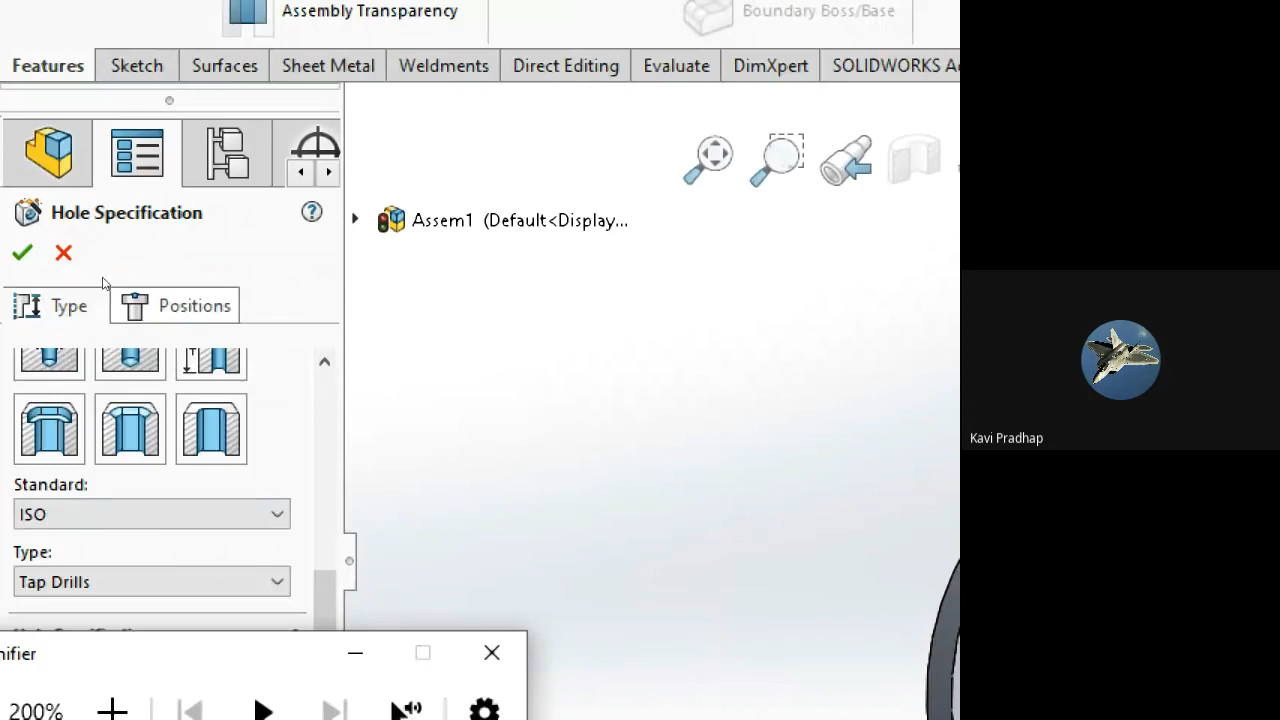 Assembly Transparency
Boundary Boss/Base
Features Sketch Surfaces Sheet Metal Weldments Direct Editing Evaluate DimXpert SOLIDWORKS A
Hole Specification
Assem1 (Default<Display...
Type Positions
Standard:
ISO
Type:
Tap Drills
Kavi Pradhap
nifier
200%